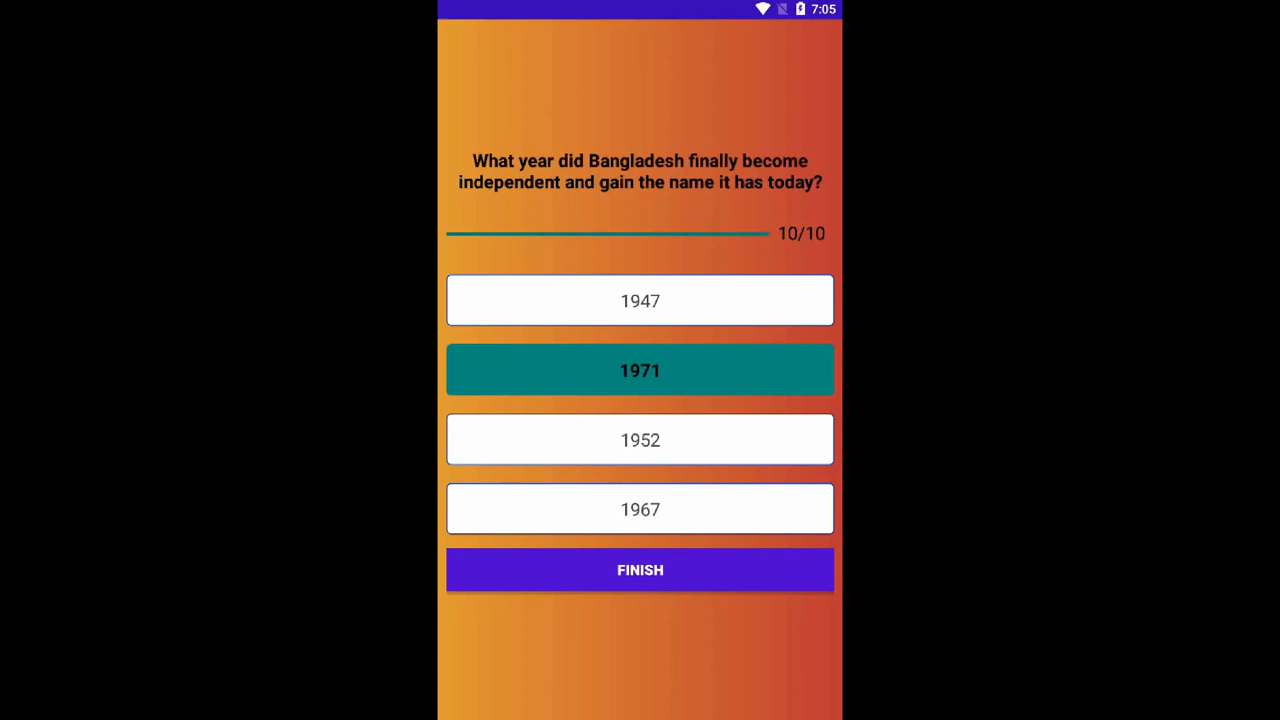 7:05
What year did Bangladesh finally become
independent and gain the name it has today?
10/10
1947
1971
1952
1967
FINISH